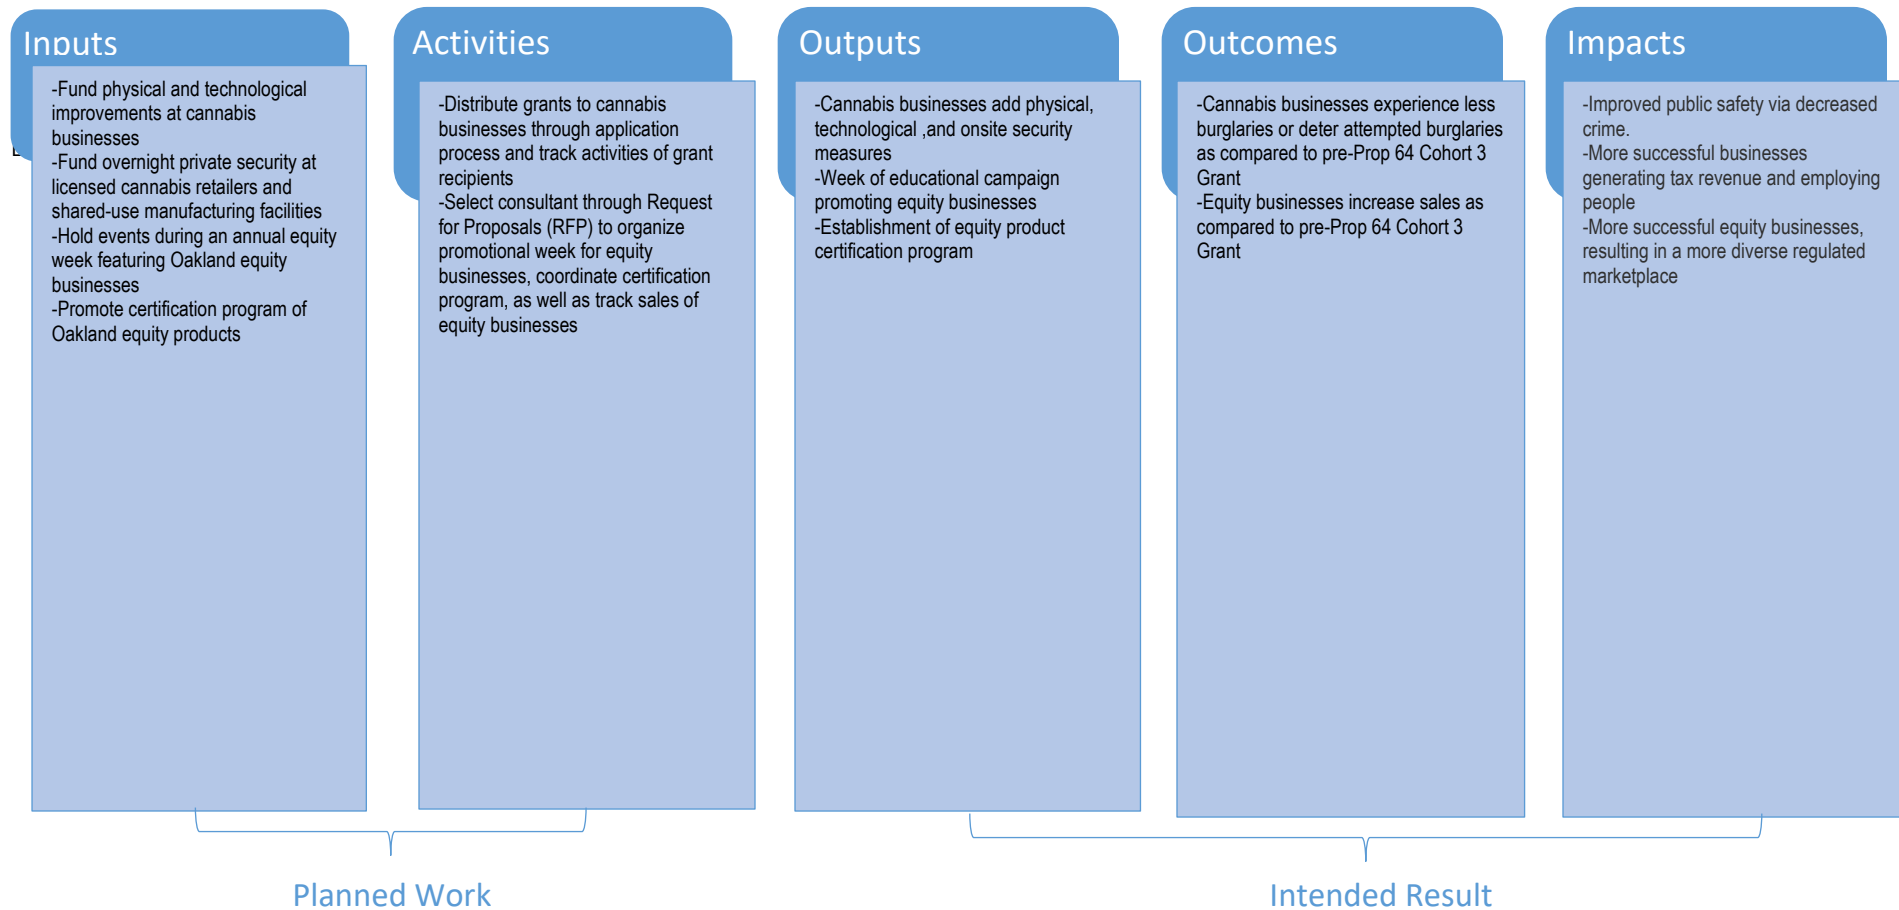 Inputs
-Fund physical and technological
improvements at cannabis
businesses
-Fund overnight private security at
licensed cannabis retailers and
shared-use manufacturing facilities
-Hold events during an annual equity
week featuring Oakland equity
businesses
-Promote certification program of
Oakland equity products
Activities
-Distribute grants to cannabis
businesses through application
process and track activities of grant
recipients
-Select consultant through Request
for Proposals (RFP) to organize
promotional week for equity
businesses, coordinate certification
program, as well as track sales of
equity businesses
Outputs
-Cannabis businesses add physical,
technological ,and onsite security
measures
-Week of educational campaign
promoting equity businesses
-Establishment of equity product
certification program
Outcomes
-Cannabis businesses experience less
burglaries or deter attempted burglaries
as compared to pre-Prop 64 Cohort 3
Grant
-Equity businesses increase sales as
compared to pre-Prop 64 Cohort 3
Grant
Impacts
-Improved public safety via decreased
crime.
-More successful businesses
generating tax revenue and employing
people
-More successful equity businesses,
resulting in a more diverse regulated
marketplace
Planned Work
Intended Result